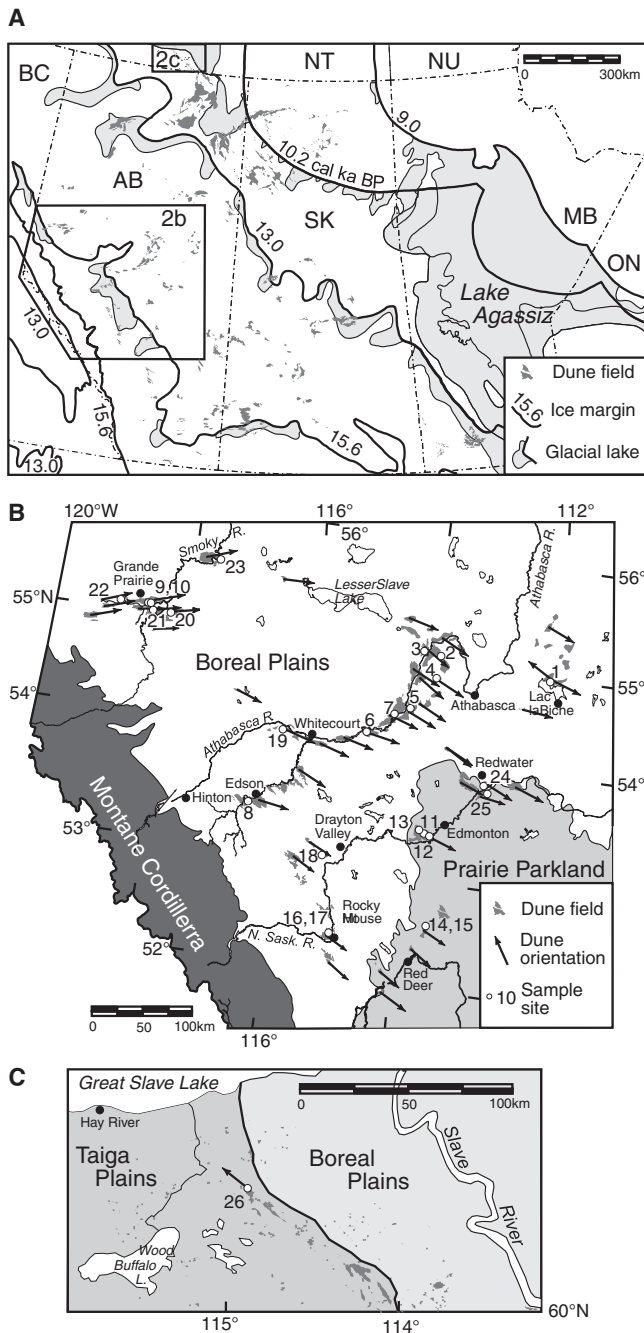 A
2c
BC
NT
NU
0 300km
9.0
10.2 cal ka BP
AB
SK
MB
ON
2b
13.0
Lake
Agassiz
13.0
15.6
15.6
13.0
Dune field
15.6 Ice margin
Glacial lake
B
120°W
116°
112°
56°
Smoky R.
23
Grande
Prairie
22
9,10
55°N
21
20
Lesser Slave
Lake
Athabasca R.
56°
Boreal Plains
3
2
4
1
Lac
la Biche
55°
54°
7
5
Athabasca
6
Athabasca R.
Whitecourt
19
Redwater
24
54°
25
Hinton
Edson
8
Montane Cordillerra
53°
Drayton
Valley
13
11
12
Edmonton
18
Prairie Parkland
16,17
Rocky
Mt
House
14,15
N. Sask. R.
52°
Red
Deer
Dune field
Dune
orientation
10 Sample
site
0 50 100km
116°
C
Great Slave Lake
0 50 100km
Hay River
Taiga
Plains
Boreal
Plains
Slave
River
26
Wood
Buffalo
L.
60°N
115°
114°